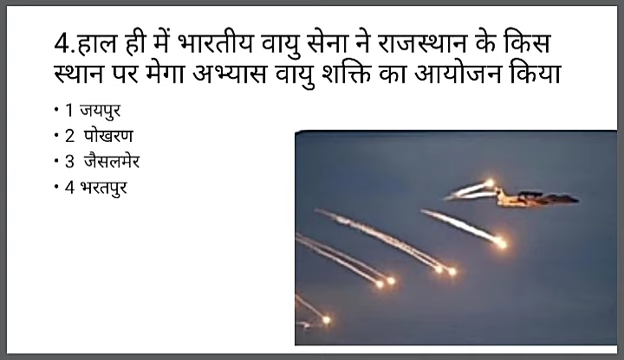 4.हाल ही में भारतीय वायु सेना ने राजस्थान के किस
स्थान पर मेगा अभ्यास वायु शक्ति का आयोजन किया
• 1 जयपुर
• 2 पोखरण
• 3 जैसलमेर
• 4 भरतपुर